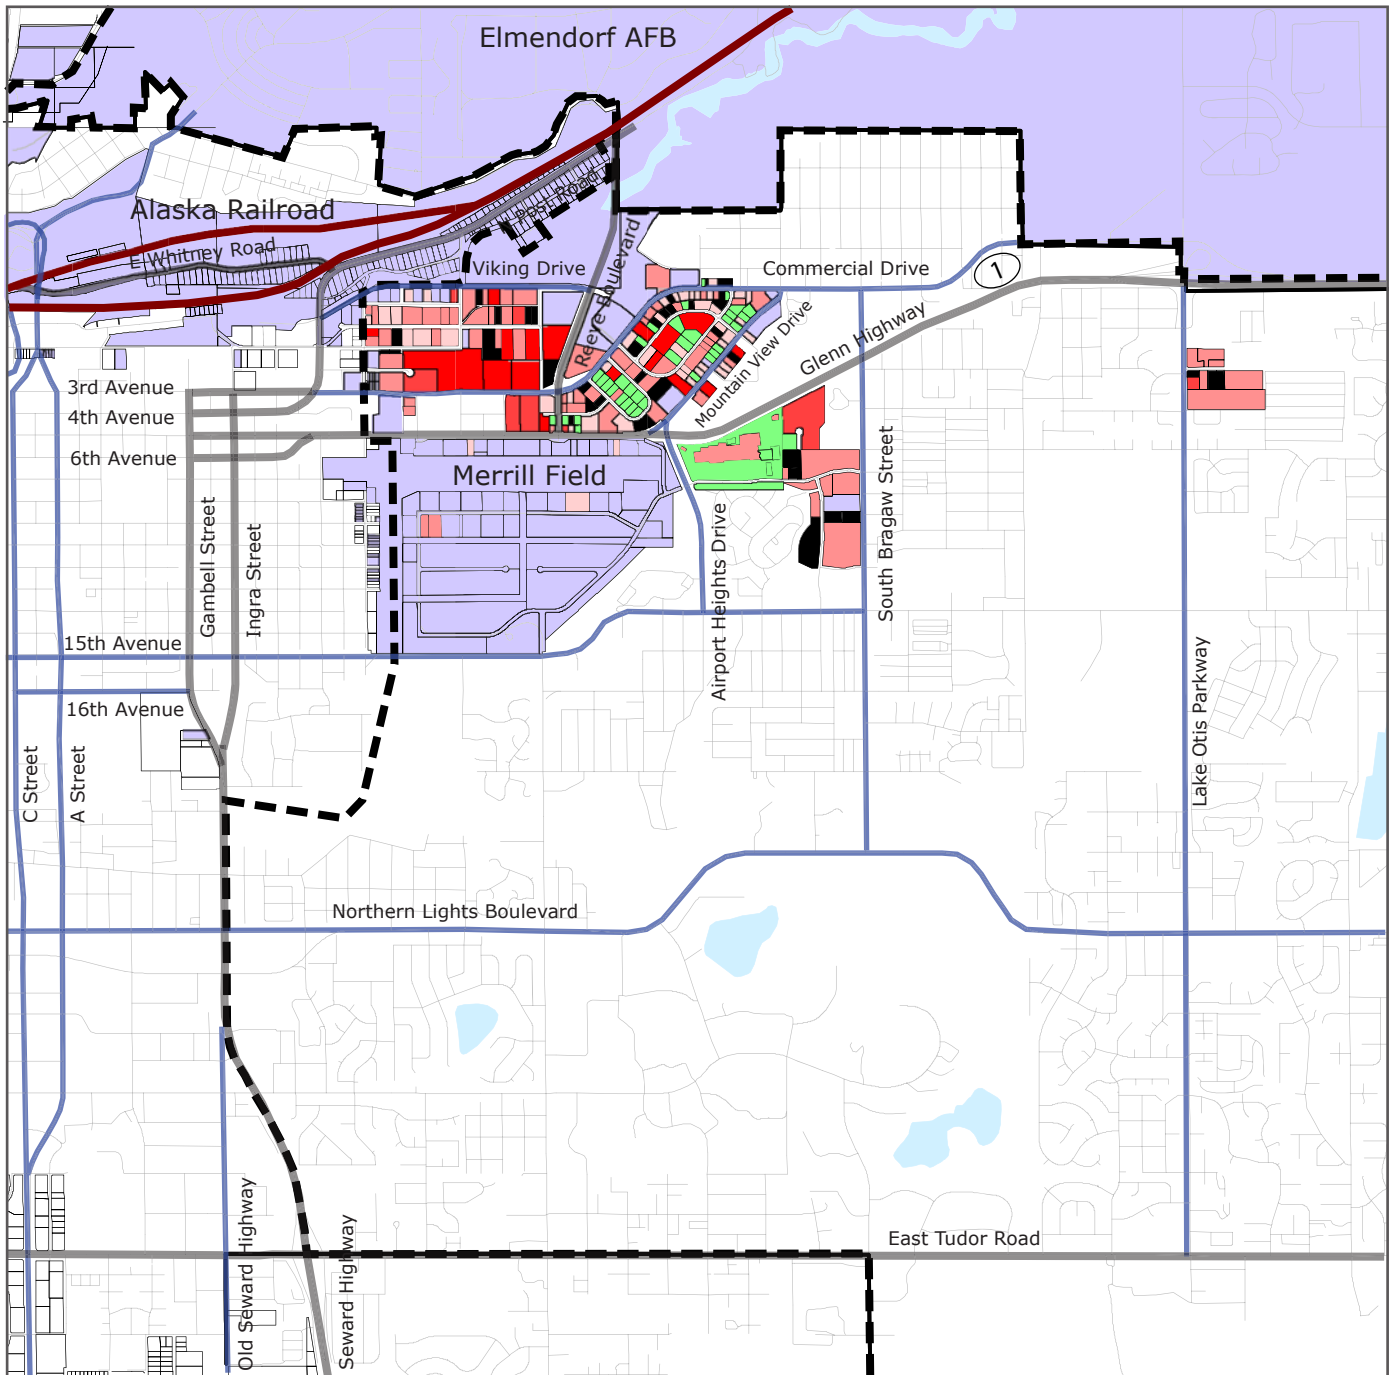 Elmendorf AFB
Post Road
Alaska Railroad
E Whitney Road
Viking Drive
Reeve Boulevard
Commercial Drive
1
Mountain View Drive
Glenn Highway
3rd Avenue
4th Avenue
6th Avenue
Merrill Field
Gambell Street
Ingra Street
Airport Heights Drive
South Bragaw Street
15th Avenue
16th Avenue
Lake Otis Parkway
C Street
A Street
Northern Lights Boulevard
East Tudor Road
Old Seward Highway
Seward Highway